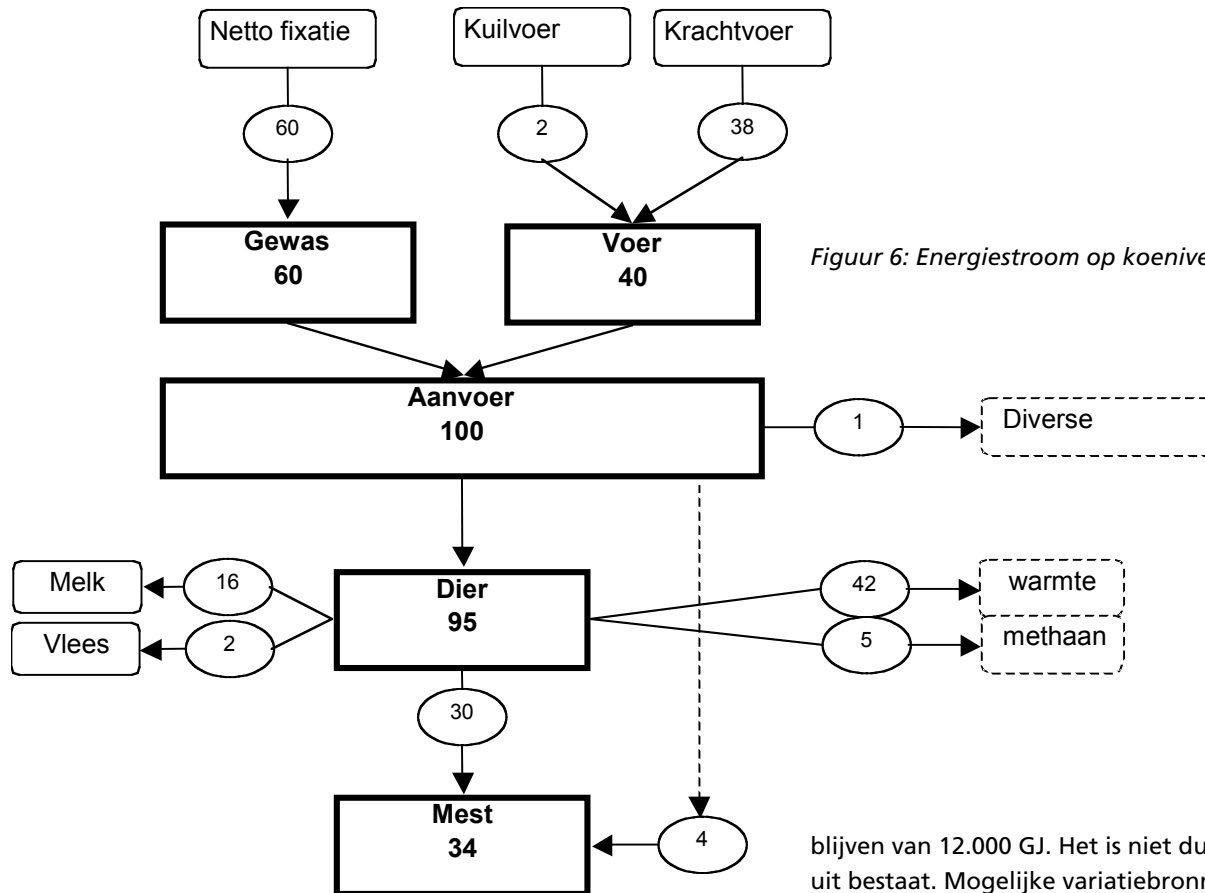 Netto fixatie
Kuilvoer
Krachtvoer
60
2
38
Gewas
60
Voer
40
Figuur 6: Energiestroom op koenive
Aanvoer
100
1
Diverse
Melk
16
Dier
95
42
warmte
Vlees
2
5
methaan
30
Mest
34
4
blijven van 12.000 GJ. Het is niet du
uit bestaat. Mogelijke variatiebronn